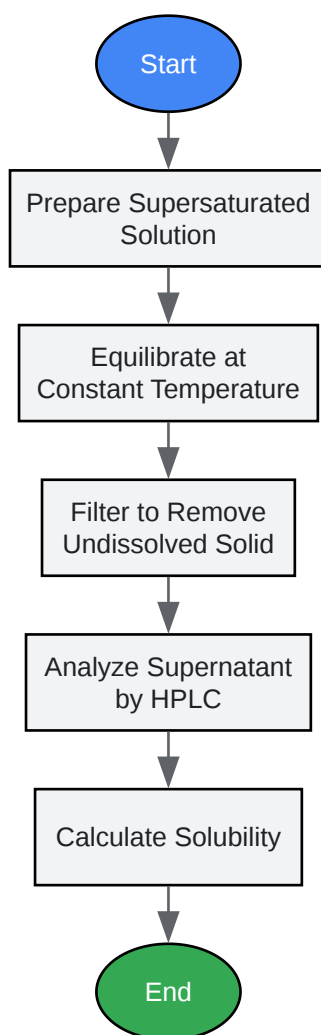 Start
Prepare Supersaturated
Solution
Equilibrate at
Constant Temperature
Filter to Remove
Undissolved Solid
Analyze Supernatant
by HPLC
Calculate Solubility
End